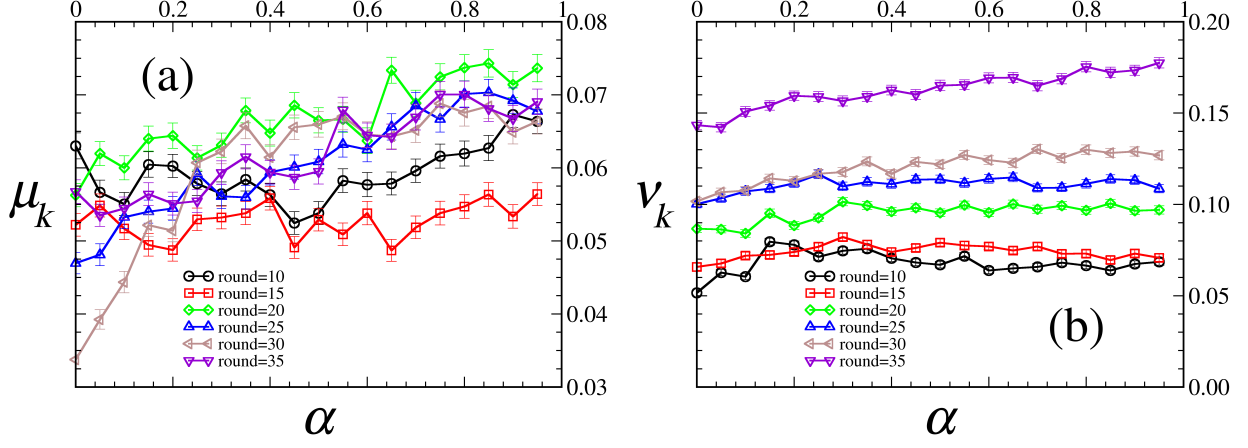 0 0.2 0.4 0.6 0.8 1
0.08
0.07
0.06
0.05
0.04
0.03
(a)
μk
round=10
round=15
round=20
round=25
round=30
round=35
α
0 0.2 0.4 0.6 0.8 1
0.20
0.15
0.10
0.05
0.00
νk
round=10
round=15
round=20
round=25
round=30
round=35
(b)
α